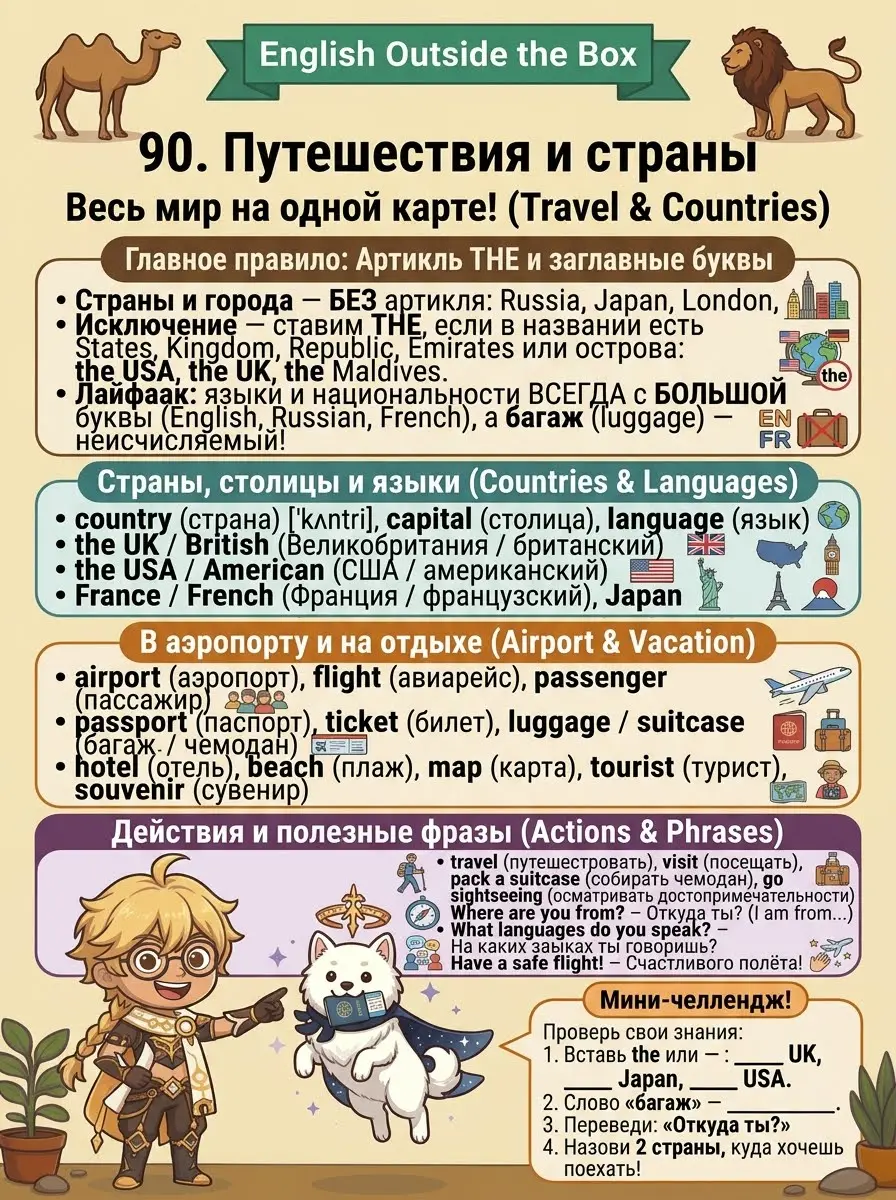 English Outside the Box
90. Путешествия и страны
Весь мир на одной карте! (Travel & Countries)
Главное правило: Артикль THE и заглавные буквы
• Страны и города — БЕЗ артикля: Russia, Japan, London,
• Исключение — ставим THE, если в названии есть
States, Kingdom, Republic, Emirates или острова:
the USA, the UK, the Maldives.
the
• Лайфаак: языки и национальности ВСЕГДА с БОЛЬШОЙ
буквы (English, Russian, French), а багаж (luggage) —
неисчисляемый!
EN
FR
Страны, столицы и языки (Countries & Languages)
• country (страна) ['kʌntri], capital (столица), language (язык)
• the UK / British (Великобритания / британский)
• the USA / American (США / американский)
• France / French (Франция / французский), Japan
В аэропорту и на отдыхе (Airport & Vacation)
• airport (аэропорт), flight (авиарейс), passenger
(пассажир)
• passport (паспорт), ticket (билет), luggage / suitcase
(багаж / чемодан)
• hotel (отель), beach (плаж), map (карта), tourist (турист),
souvenir (сувенир)
Действия и полезные фразы (Actions & Phrases)
• travel (путешествовать), visit (посещать),
pack a suitcase (собирать чемодан), go
sightseeing (осматривать достопримечательности)
• Where are you from? – Откуда ты? (I am from...)
• What languages do you speak? –
На каких заыках ты говоришь?
• Have a safe flight! – Счастливого полёта!
Мини-челлендж!
Проверь свои знания:
1. Вставь the или — : ____ UK,
____ Japan, ____ USA.
2. Слово «багаж» — __________.
3. Переведи: «Откуда ты?»
4. Назови 2 страны, куда хочешь
поехать!